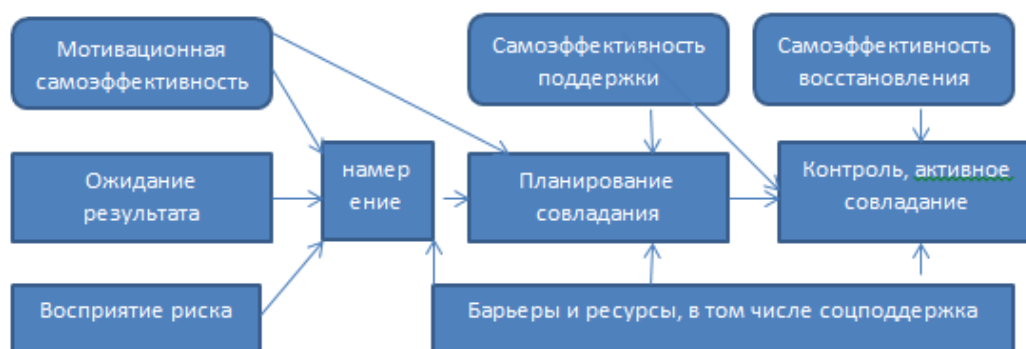 Мотивационная
самоэффективность
Самоэффективность
поддержки
Самоэффективность
восстановления
Ожидание
результата
намер
ение
Планирование
совладания
Контроль, активное
совладание
Восприятие риска
Барьеры и ресурсы, в том числе соцподдержка